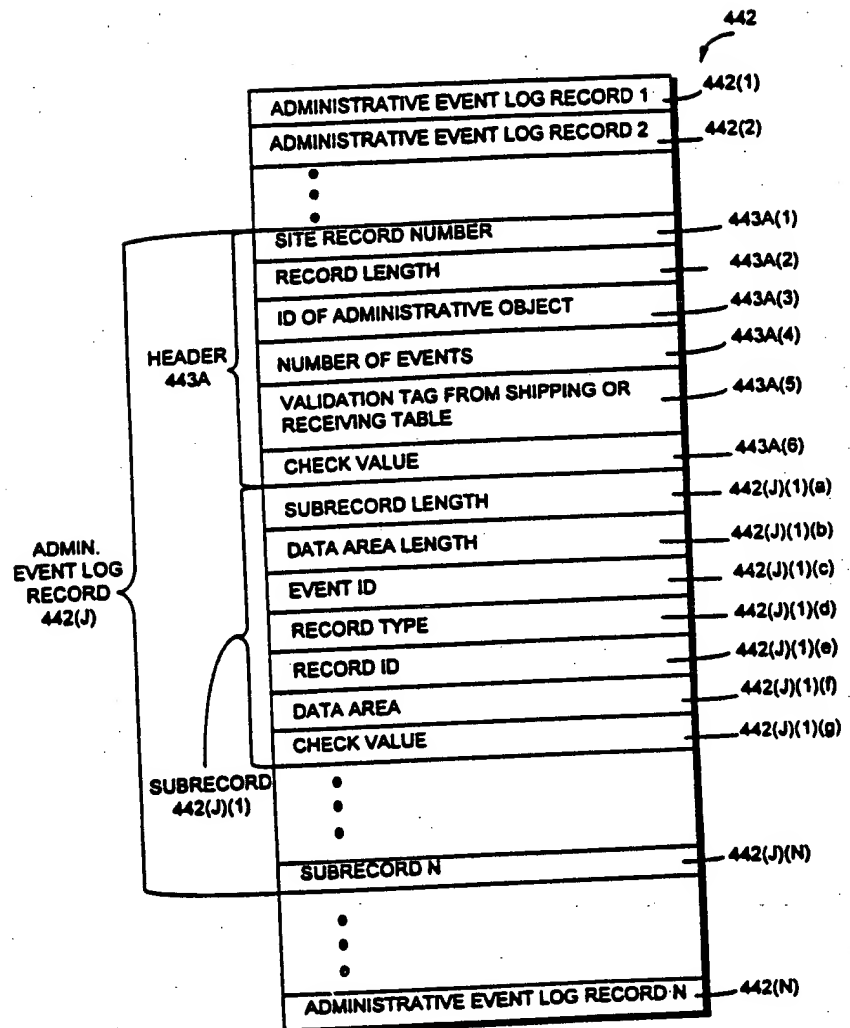 442
ADMINISTRATIVE EVENT LOG RECORD 1
442(1)
ADMINISTRATIVE EVENT LOG RECORD 2
442(2)
SITE RECORD NUMBER
443A(1)
RECORD LENGTH
443A(2)
ID OF ADMINISTRATIVE OBJECT
443A(3)
NUMBER OF EVENTS
443A(4)
HEADER
443A
VALIDATION TAG FROM SHIPPING OR
RECEIVING TABLE
443A(5)
CHECK VALUE
443A(6)
SUBRECORD LENGTH
442(J)(1)(a)
DATA AREA LENGTH
442(J)(1)(b)
ADMIN.
EVENT LOG
RECORD
442(J)
EVENT ID
442(J)(1)(c)
RECORD TYPE
442(J)(1)(d)
RECORD ID
442(J)(1)(e)
DATA AREA
442(J)(1)(f)
CHECK VALUE
442(J)(1)(g)
SUBRECORD
442(J)(1)
SUBRECORD N
442(J)(N)
ADMINISTRATIVE EVENT LOG RECORD N
442(N)